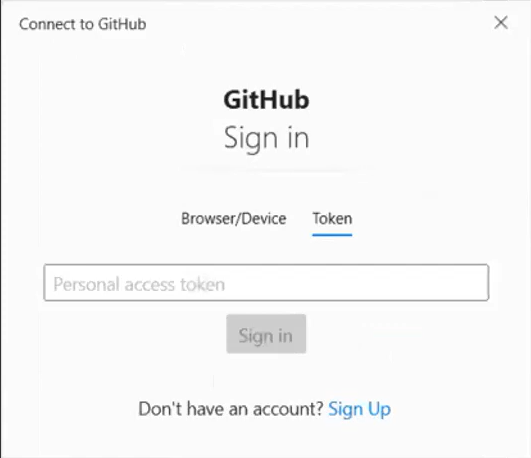 Connect to GitHub
GitHub
Sign in
Browser/Device Token
Personal access token
Sign in
Don't have an account? Sign Up